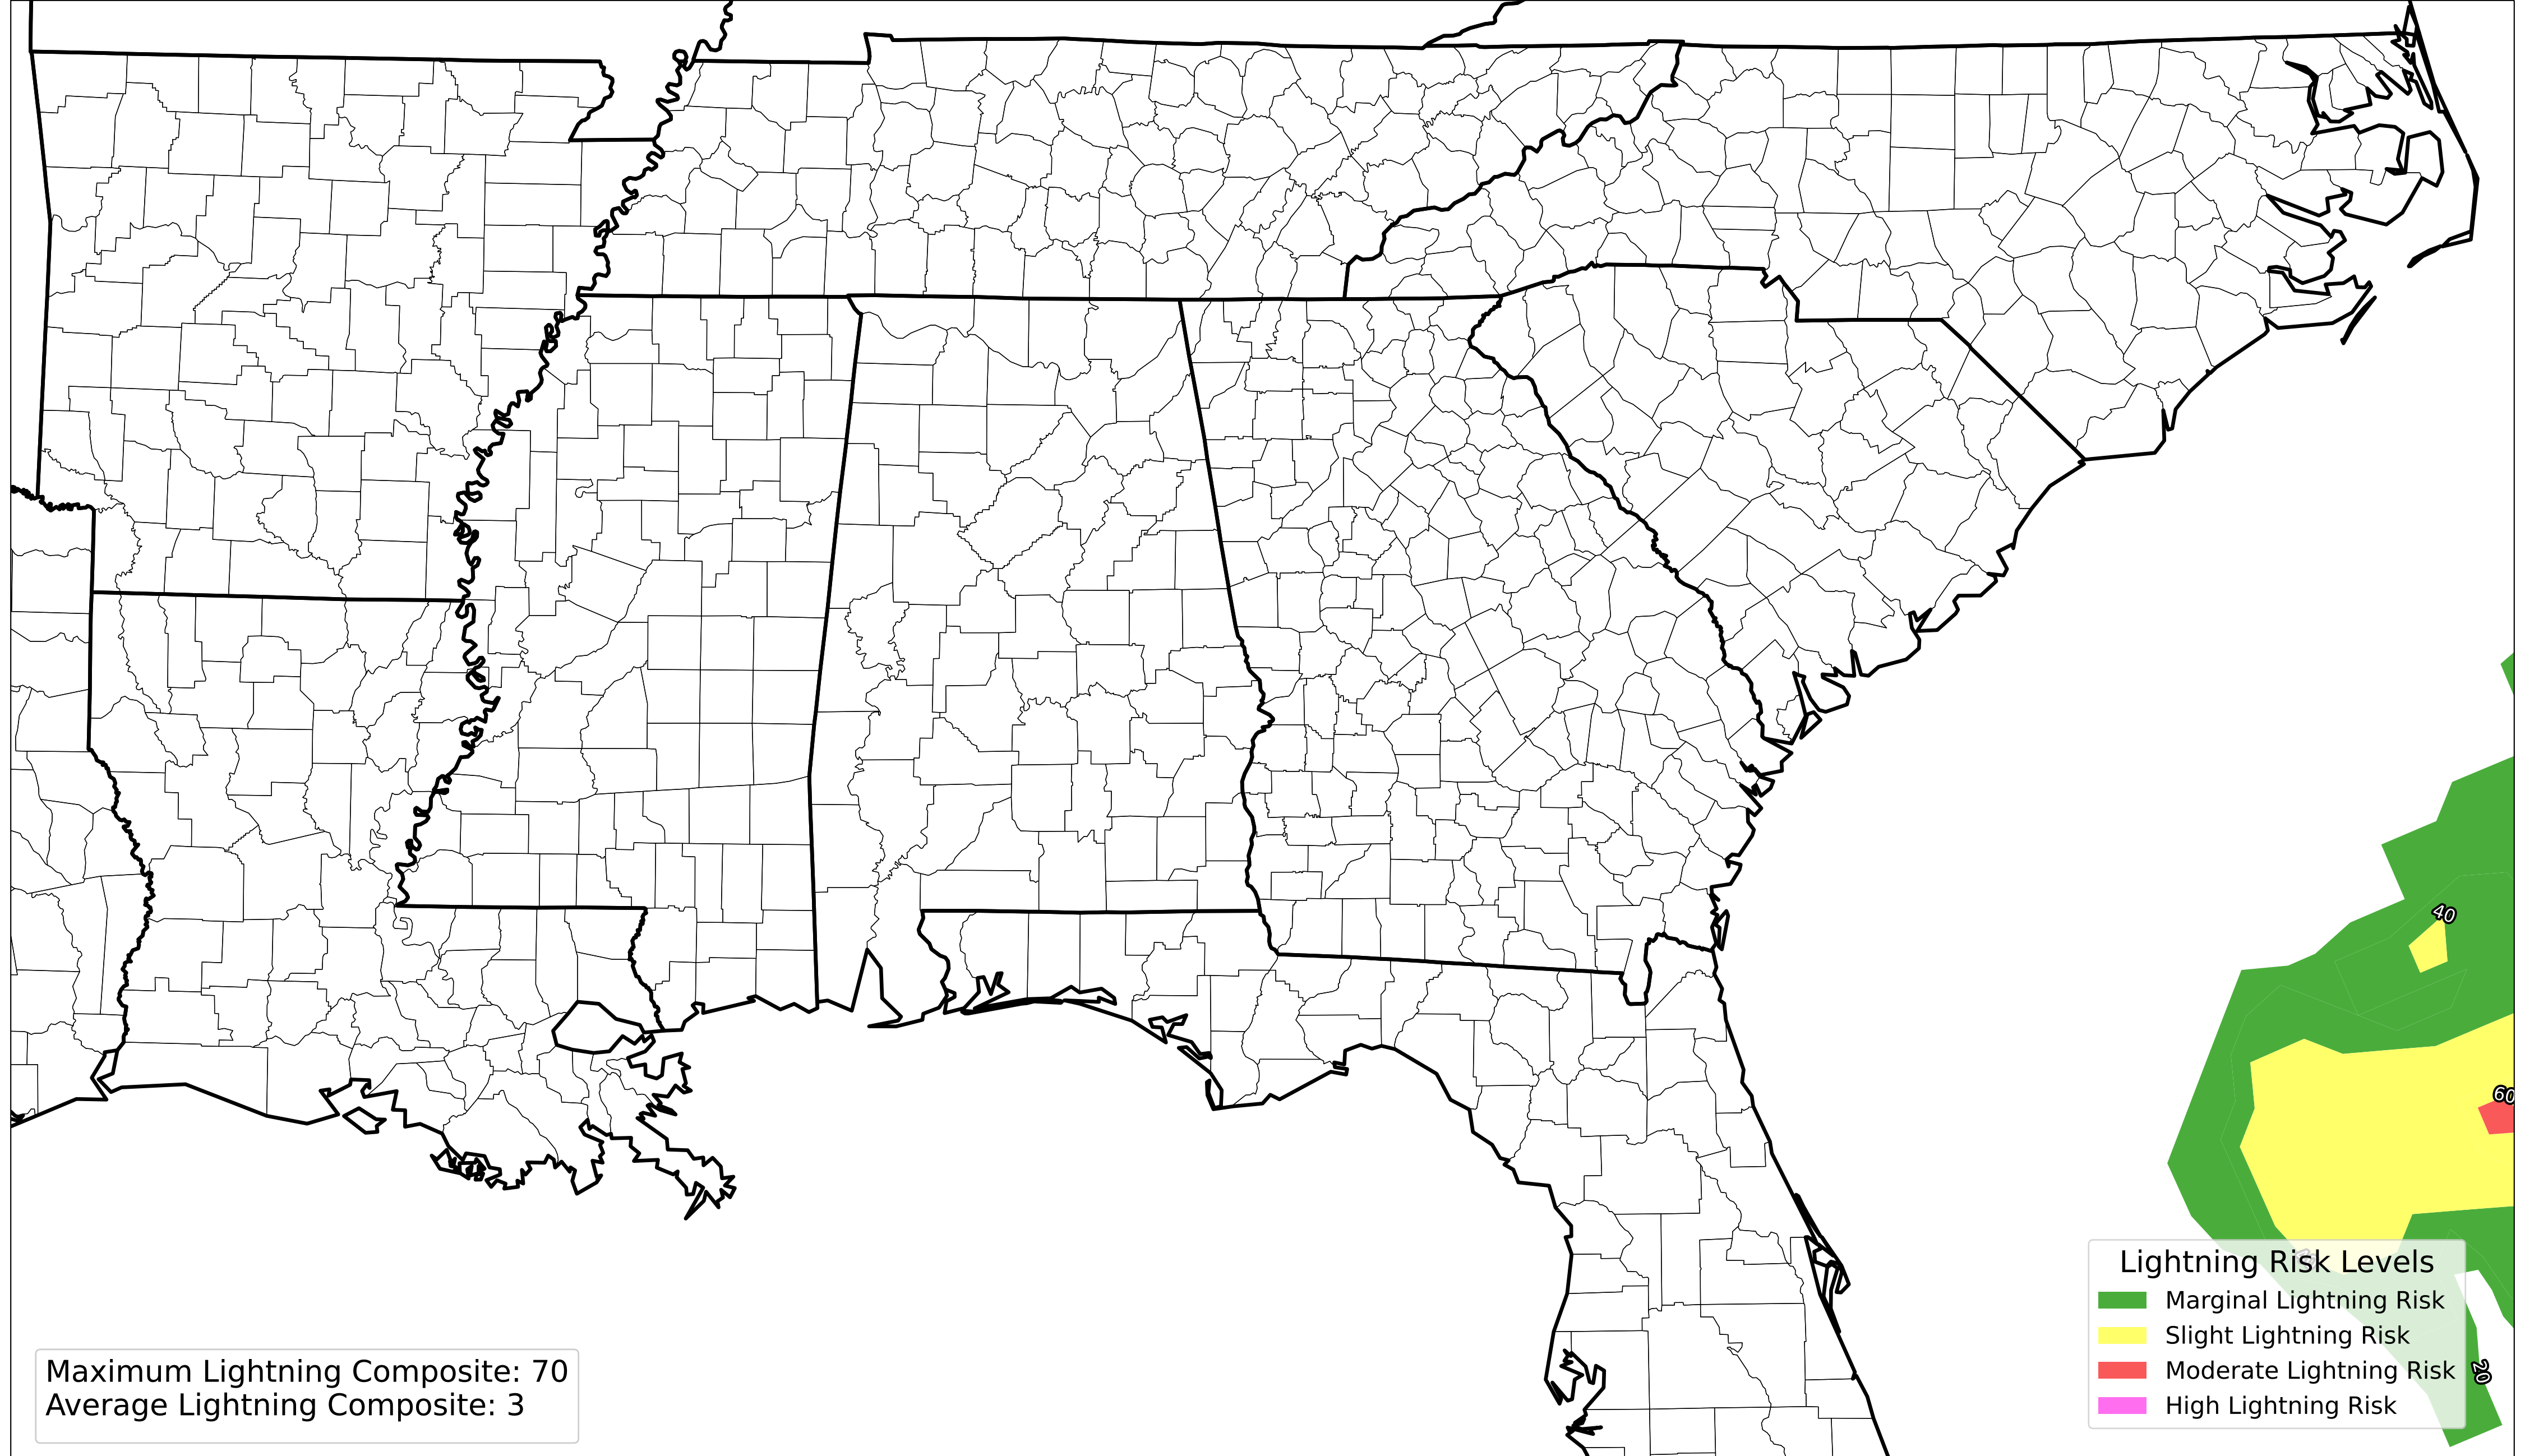 40
60
Lightning Risk Levels
Marginal Lightning Risk
Slight Lightning Risk
Moderate Lightning Risk
High Lightning Risk
20
Maximum Lightning Composite: 70
Average Lightning Composite: 3